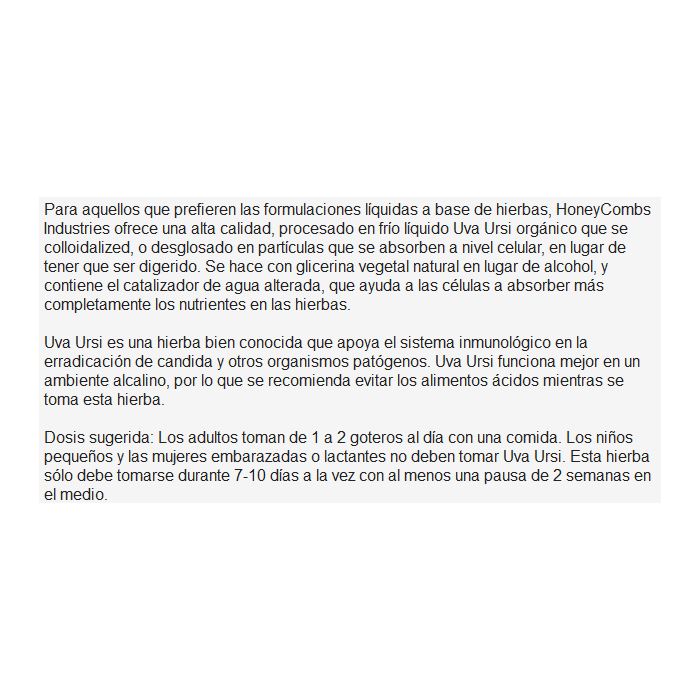 Para aquellos que prefieren las formulaciones líquidas a base de hierbas, HoneyCombs
Industries ofrece una alta calidad, procesado en frío líquido Uva Ursi orgánico que se
colloidalized, o desglosado en partículas que se absorben a nivel celular, en lugar de
tener que ser digerido. Se hace con glicerina vegetal natural en lugar de alcohol, y
contiene el catalizador de agua alterada, que ayuda a las células a absorber más
completamente los nutrientes en las hierbas.

Uva Ursi es una hierba bien conocida que apoya el sistema inmunológico en la
erradicación de candida y otros organismos patógenos. Uva Ursi funciona mejor en un
ambiente alcalino, por lo que se recomienda evitar los alimentos ácidos mientras se
toma esta hierba.

Dosis sugerida: Los adultos toman de 1 a 2 goteros al día con una comida. Los niños
pequeños y las mujeres embarazadas o lactantes no deben tomar Uva Ursi. Esta hierba
sólo debe tomarse durante 7-10 días a la vez con al menos una pausa de 2 semanas en
el medio.